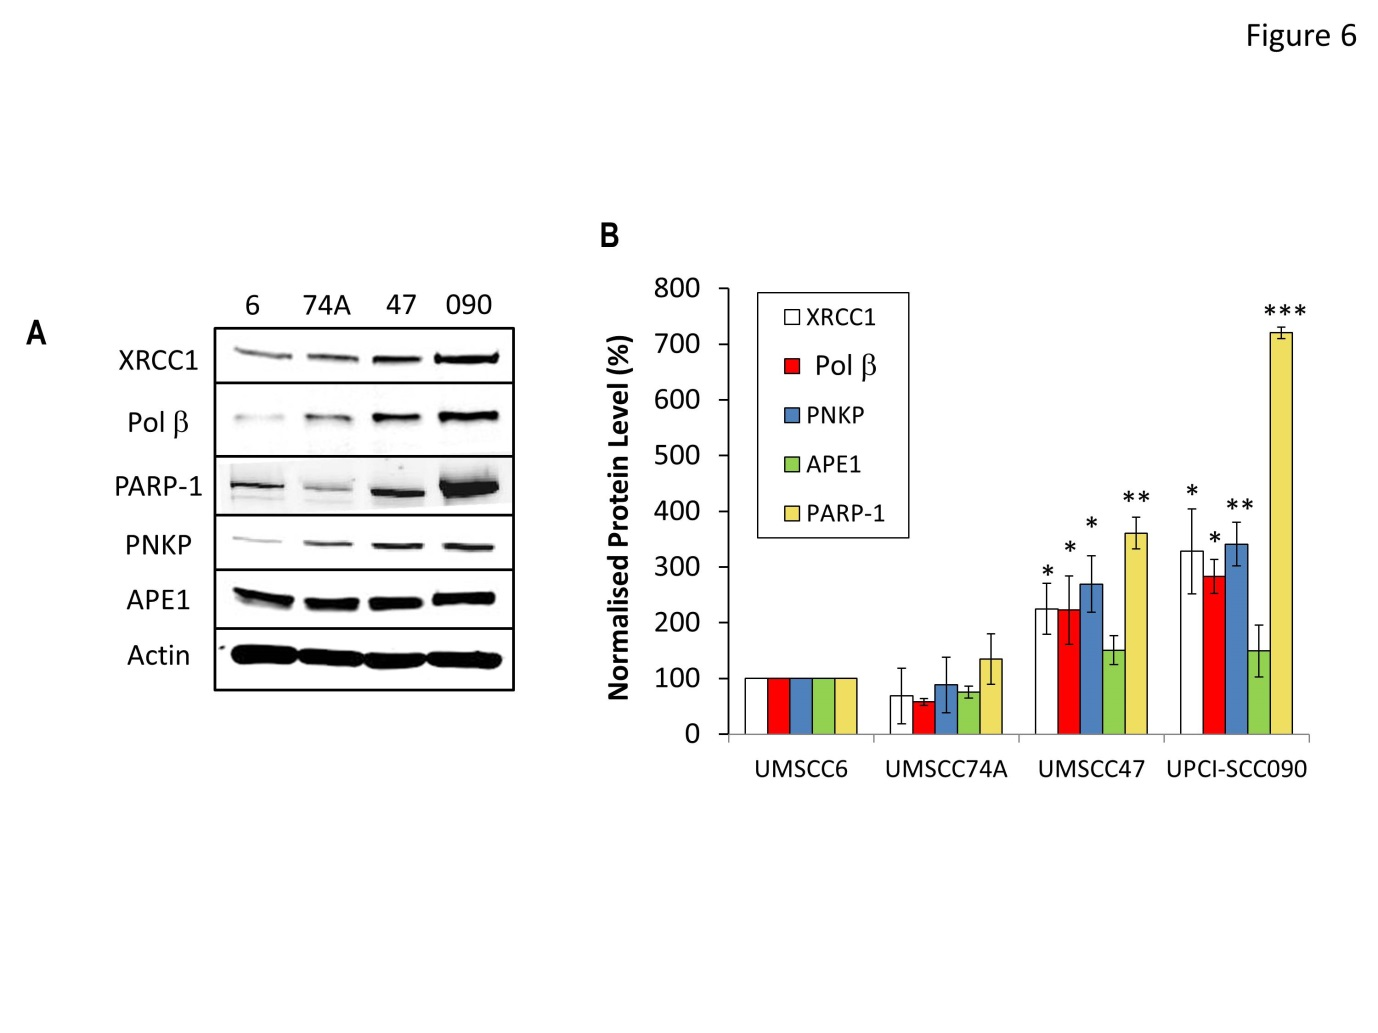 Figure 6
A
6 74A 47 090
XRCC1
Pol β
PARP-1
PNKP
APE1
Actin
B
Normalised Protein Level (%)
800
700
600
500
400
300
200
100
0
XRCC1
Pol β
PNKP
APE1
PARP-1
* * * **
* * ** ***
UMSCC6 UMSCC74A UMSCC47 UPCI-SCC090